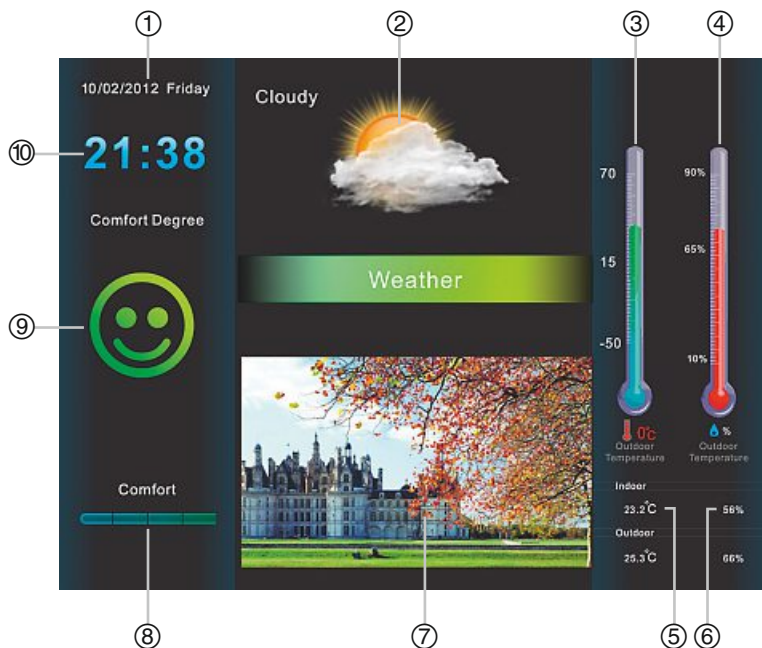 ① ② ③ ④
10/02/2012 Friday
⑩ 21:38
Comfort Degree
⑨
Comfort
⑧
Cloudy
Weather
⑦
70
15
-50
0°C
Outdoor
Temperature
90%
65%
10%
%
Outdoor
Temperature
Indoor
23.2°C 56%
Outdoor
25.3°C 66%
⑤ ⑥